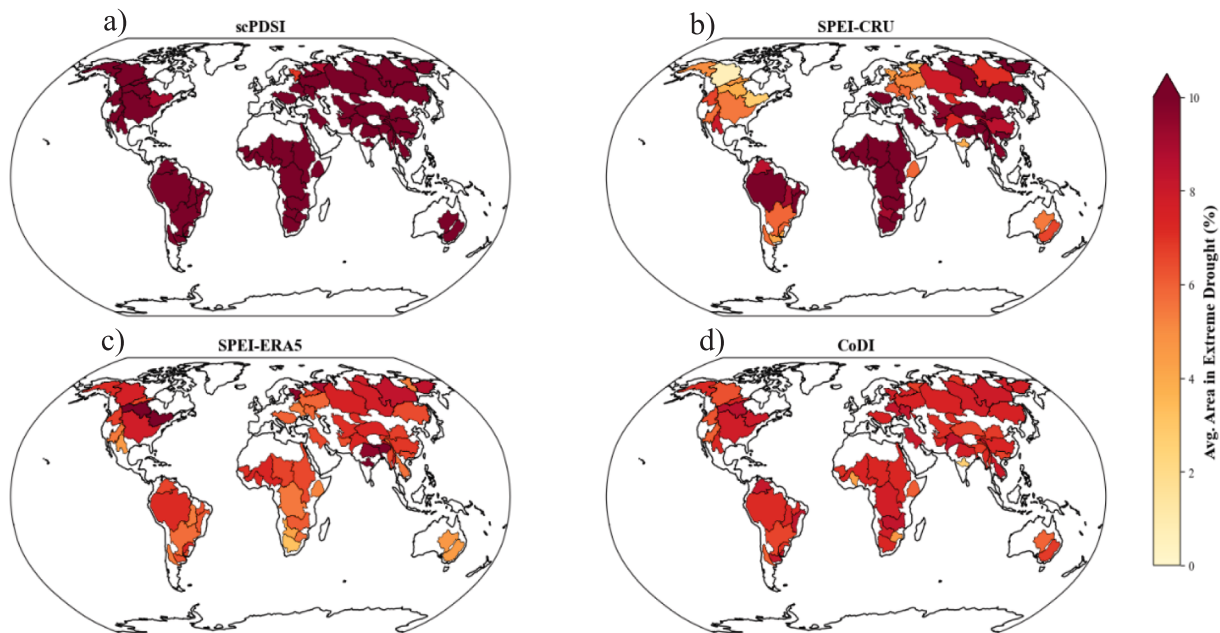 a)
scPDSI
b)
SPEI-CRU
c)
SPEI-ERA5
d)
CoDI
10
8
6
4
2
0
Avg. Area in Extreme Drought (%)